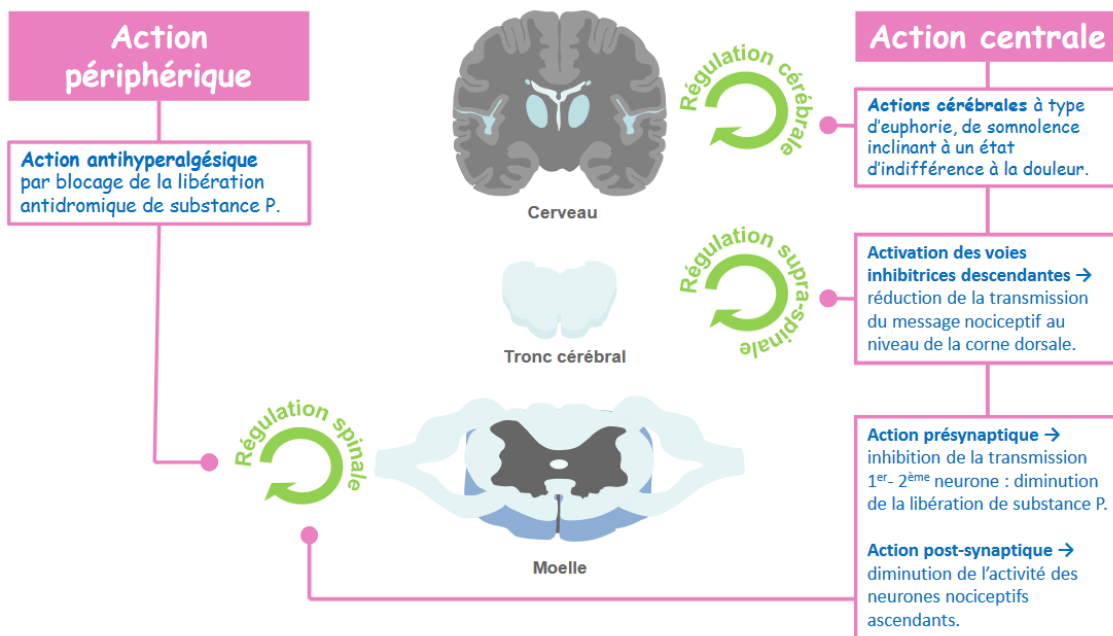 Action
périphérique
Action antihyperalgésique
par blocage de la libération
antidromique de substance P.
Régulation cérébrale
Cerveau
Régulation supra-spinale
Tronc cérébral
Régulation spinale
Moelle
Action centrale
Actions cérébrales à type
d'euphorie, de somnolence
inclinant à un état
d'indifférence à la douleur.
Activation des voies
inhibitrices descendantes →
réduction de la transmission
du message nociceptif au
niveau de la corne dorsale.
Action présynaptique →
inhibition de la transmission
1er- 2ème neurone : diminution
de la libération de substance P.
Action post-synaptique →
diminution de l'activité des
neurones nociceptifs
ascendants.